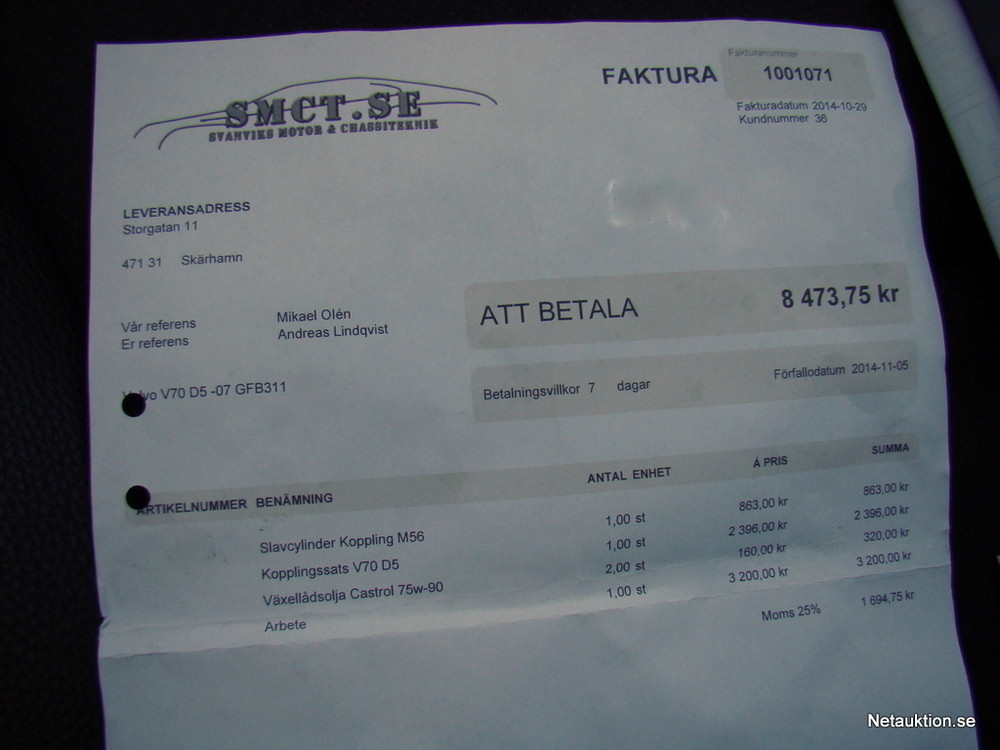 FAKTURA
Fakturanummer
1001071
SMCT.SE
SVANVIKS MOTOR & CHASSITEKNIK
Fakturadatum 2014-10-29
Kundnummer 36
LEVERANSADRESS
Storgatan 11
471 31 Skärhamn
Vår referens Mikael Olén
Er referens Andreas Lindqvist
ATT BETALA 8 473,75 kr
V70 D5 -07 GFB311
Betalningsvillkor 7 dagar Förfallodatum 2014-11-05
ARTIKELNUMMER BENÄMNING ANTAL ENHET Á PRIS SUMMA
Slavcylinder Koppling M56 1,00 st 863,00 kr 863,00 kr
Kopplingssats V70 D5 1,00 st 2 396,00 kr 2 396,00 kr
Växellådsolja Castrol 75w-90 2,00 st 160,00 kr 320,00 kr
Arbete 1,00 st 3 200,00 kr 3 200,00 kr
Moms 25% 1 694,75 kr
Netauktion.se